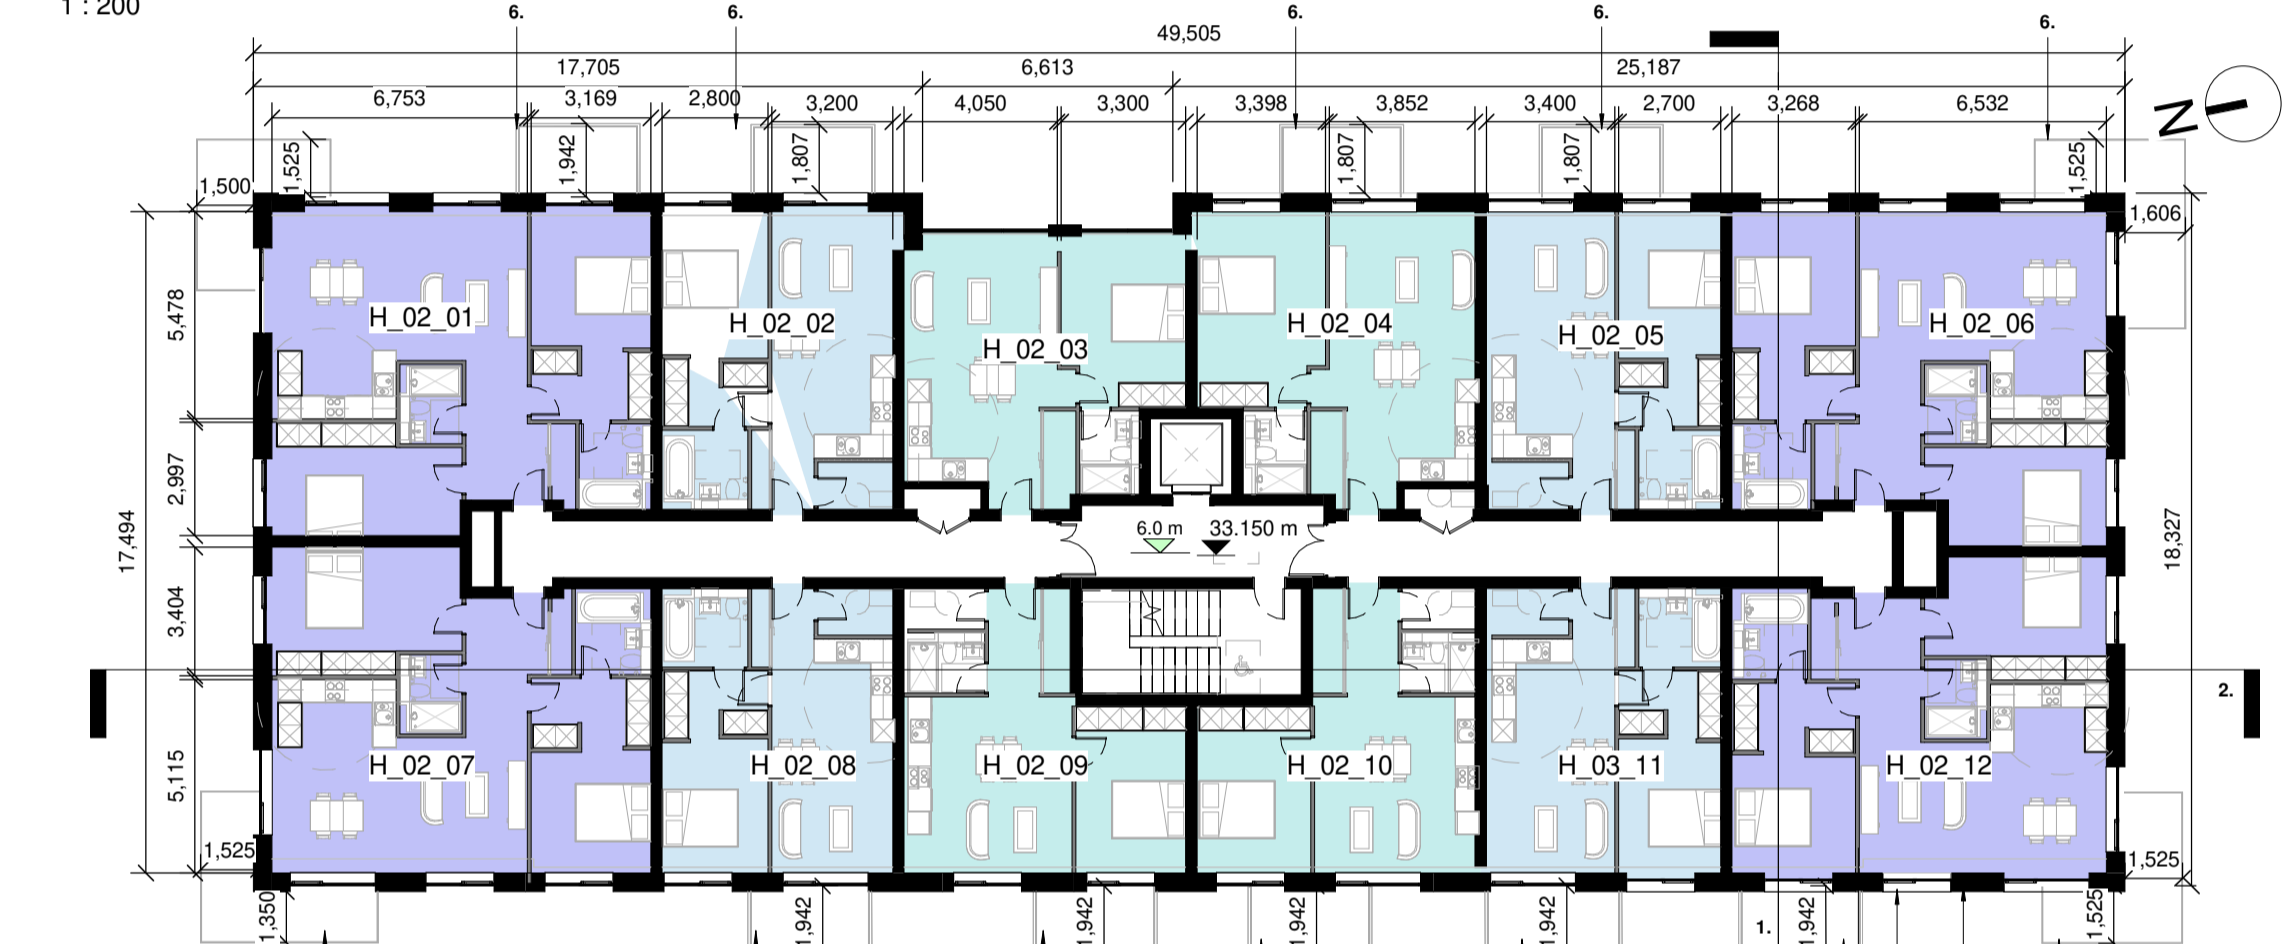 1 : 200
6. 6. 6. 6. 6.
49,505
17,705 6,613 25,187
6,753 3,169 2,800 3,200 4,050 3,300 3,398 3,852 3,400 2,700 3,268 6,532
N
1,525 1,942 1,807 1,807 1,807 1,525
1,500 1,606
5,478
H_02_01 H_02_02 H_02_03 H_02_04 H_02_05 H_02_06
2,997
17,494 6.0 m 33.150 m 18,327
3,404
2.
5,115
H_02_07 H_02_08 H_02_09 H_02_10 H_03_11 H_02_12
1,525 1,525
1,350 1,942 1,942 1,942 1,942 1. 1,942 1,525